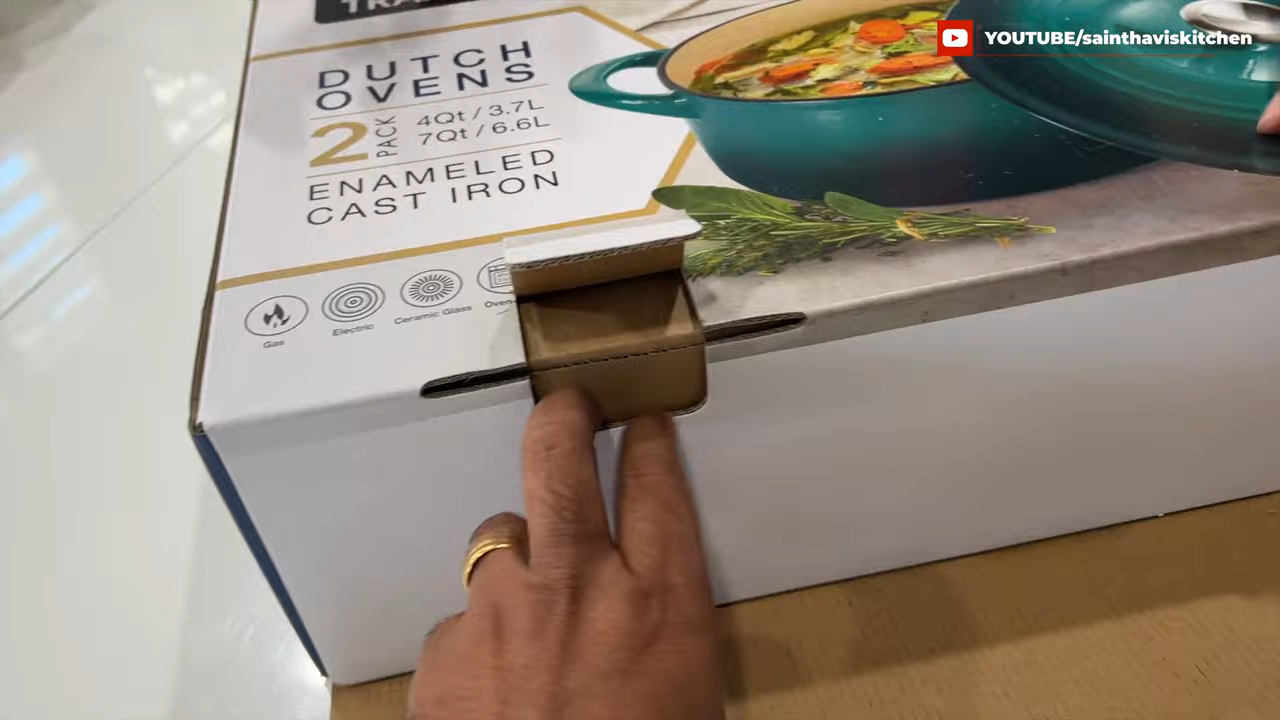 YOUTUBE/sainthaviskitchen
DUTCH
OVENS
2
PACK
4Qt / 3.7L
7Qt / 6.6L
ENAMELED
CAST IRON
Gas
Electric
Ceramic Glass